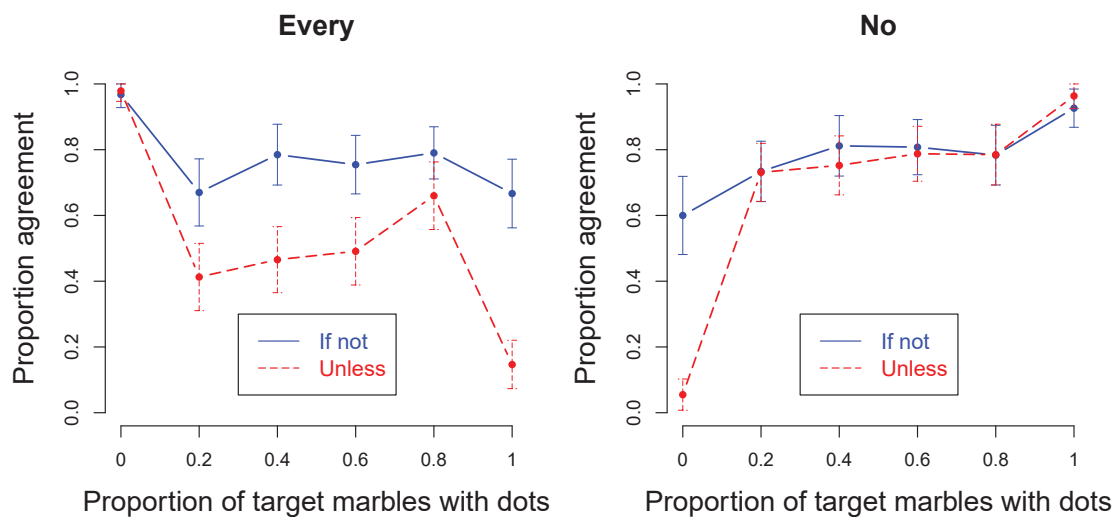 Every
Proportion agreement
1.0
0.8
0.6
0.4
0.2
0.0
If not
Unless
0 0.2 0.4 0.6 0.8 1
Proportion of target marbles with dots
No
Proportion agreement
1.0
0.8
0.6
0.4
0.2
0.0
If not
Unless
0 0.2 0.4 0.6 0.8 1
Proportion of target marbles with dots